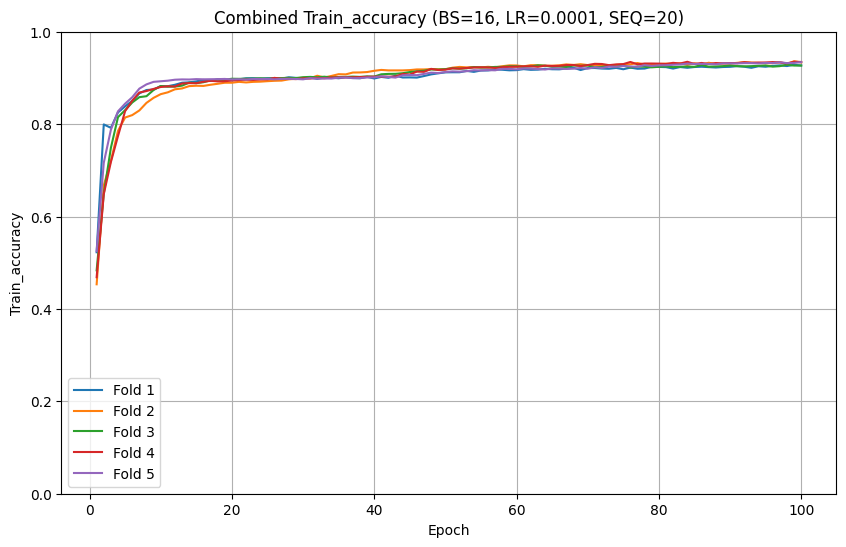 Combined Train_accuracy (BS=16, LR=0.0001, SEQ=20)
Train_accuracy
1.0
0.8
0.6
0.4
0.2
0.0
Fold 1
Fold 2
Fold 3
Fold 4
Fold 5
0 20 40 60 80 100
Epoch